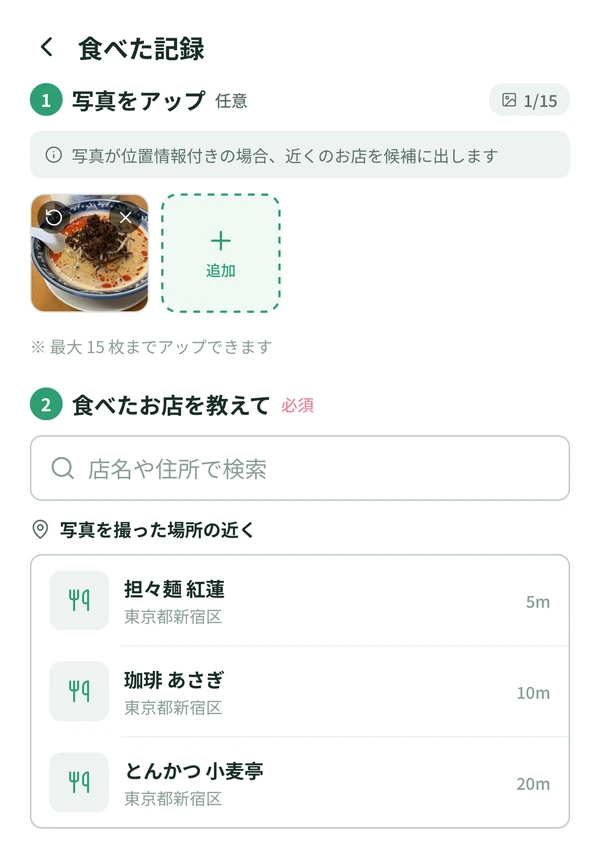 食べた記録
1 写真をアップ 任意 1/15
写真が位置情報付きの場合、近くのお店を候補に出します
追加
※ 最大 15 枚までアップできます
2 食べたお店を教えて 必須
店名や住所で検索
写真を撮った場所の近く
担々麺 紅蓮
東京都新宿区
5m
珈琲 あさぎ
東京都新宿区
10m
とんかつ 小麦亭
東京都新宿区
20m